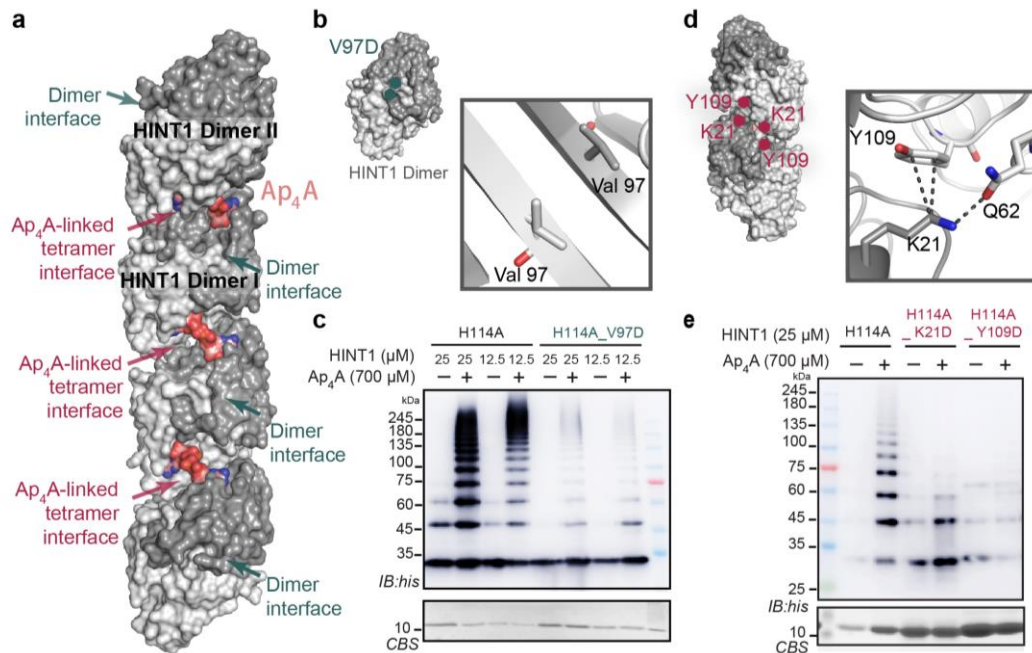 a
Dimer
interface
HINT1 Dimer II
Ap₄A
Ap₄A-linked
tetramer
interface
Dimer
interface
HINT1 Dimer I
Ap₄A-linked
tetramer
interface
Dimer
interface
Ap₄A-linked
tetramer
interface
Dimer
interface
b
V97D
HINT1 Dimer
Val 97
Val 97
c
H114A H114A_V97D
HINT1 (µM) 25 25 12.5 12.5 25 25 12.5 12.5
Ap₄A (700 µM) − + − + − + − +
kDa
245
180
135
100
75
60
45
35
IB:his
10
CBS
d
Y109
K21
K21
Y109
Y109
Q62
K21
e
HINT1 (25 µM) H114A H114A_K21D H114A_Y109D
Ap₄A (700 µM) − + − + − +
kDa
245
180
135
100
75
60
45
35
25
IB:his
10
CBS